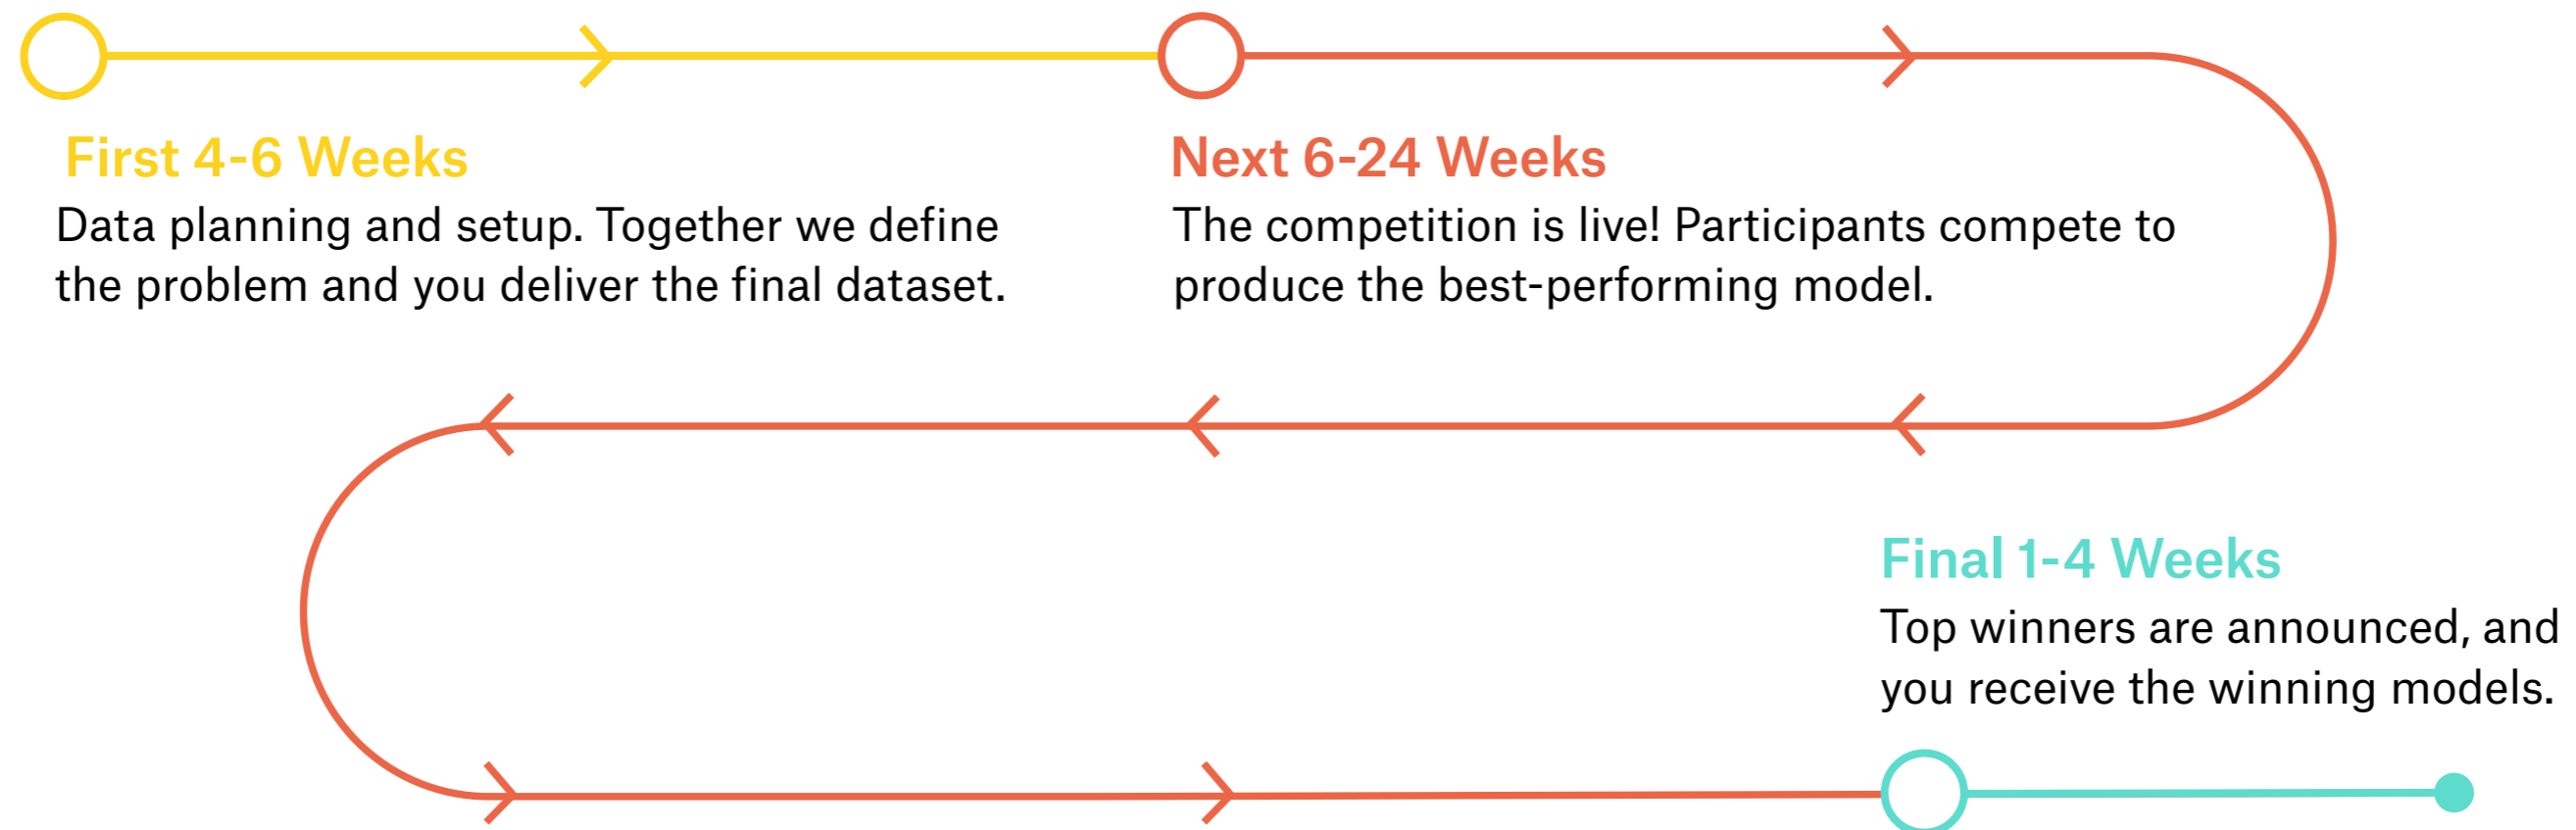 First 4-6 Weeks
Data planning and setup. Together we define
the problem and you deliver the final dataset.
Next 6-24 Weeks
The competition is live! Participants compete to
produce the best-performing model.
Final 1-4 Weeks
Top winners are announced, and
you receive the winning models.